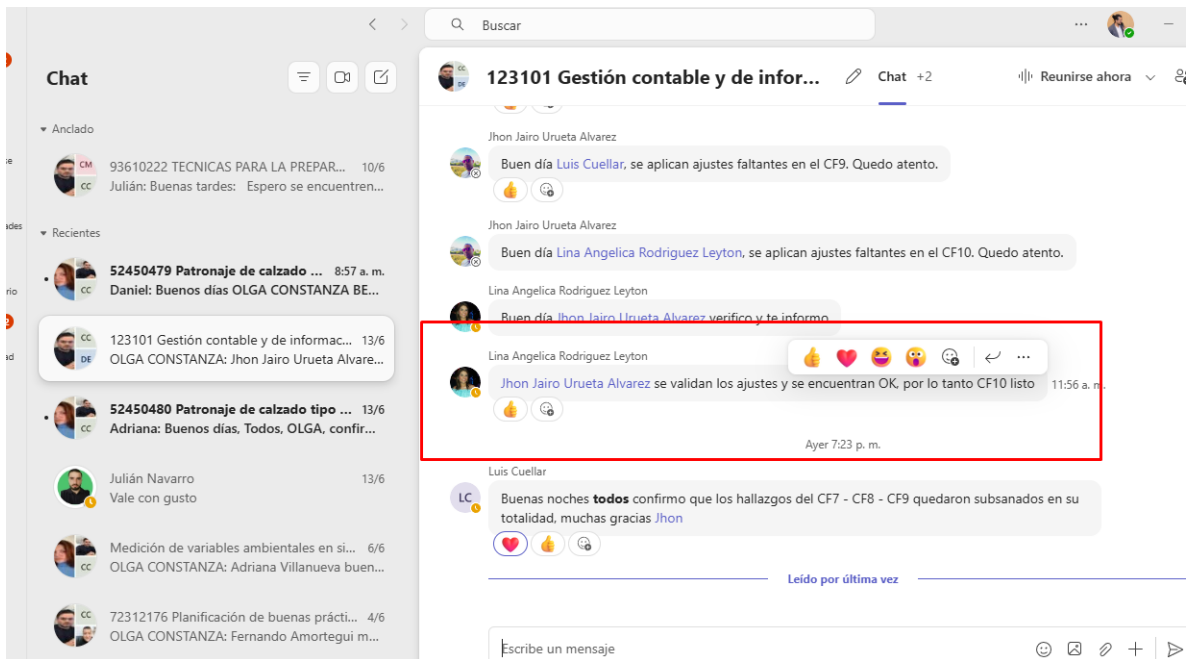 Buscar
Chat
123101 Gestión contable y de infor...
Chat +2
Reunirse ahora
Anclado
93610222 TECNICAS PARA LA PREPAR... 10/6
Julián: Buenas tardes: Espero se encuentren...
Recientes
52450479 Patronaje de calzado ... 8:57 a. m.
Daniel: Buenos días OLGA CONSTANZA BE...
123101 Gestión contable y de informac... 13/6
OLGA CONSTANZA: Jhon Jairo Urueta Alvare...
52450480 Patronaje de calzado tipo ... 13/6
Adriana: Buenos días, Todos, OLGA, confir...
Julián Navarro 13/6
Vale con gusto
Medición de variables ambientales en si... 6/6
OLGA CONSTANZA: Adriana Villanueva buen...
72312176 Planificación de buenas prácti... 4/6
OLGA CONSTANZA: Fernando Amortegui m...
Jhon Jairo Urueta Alvarez
Buen día Luis Cuellar, se aplican ajustes faltantes en el CF9. Quedo atento.
Jhon Jairo Urueta Alvarez
Buen día Lina Angelica Rodriguez Leyton, se aplican ajustes faltantes en el CF10. Quedo atento.
Lina Angelica Rodriguez Leyton
Buen día Jhon Jairo Urueta Alvarez verifico y te informo
Lina Angelica Rodriguez Leyton
Jhon Jairo Urueta Alvarez se validan los ajustes y se encuentran OK, por lo tanto CF10 listo
11:56 a. m.
Ayer 7:23 p. m.
Luis Cuellar
LC
Buenas noches todos confirmo que los hallazgos del CF7 - CF8 - CF9 quedaron subsanados en su
totalidad, muchas gracias Jhon
Leído por última vez
Escribe un mensaje